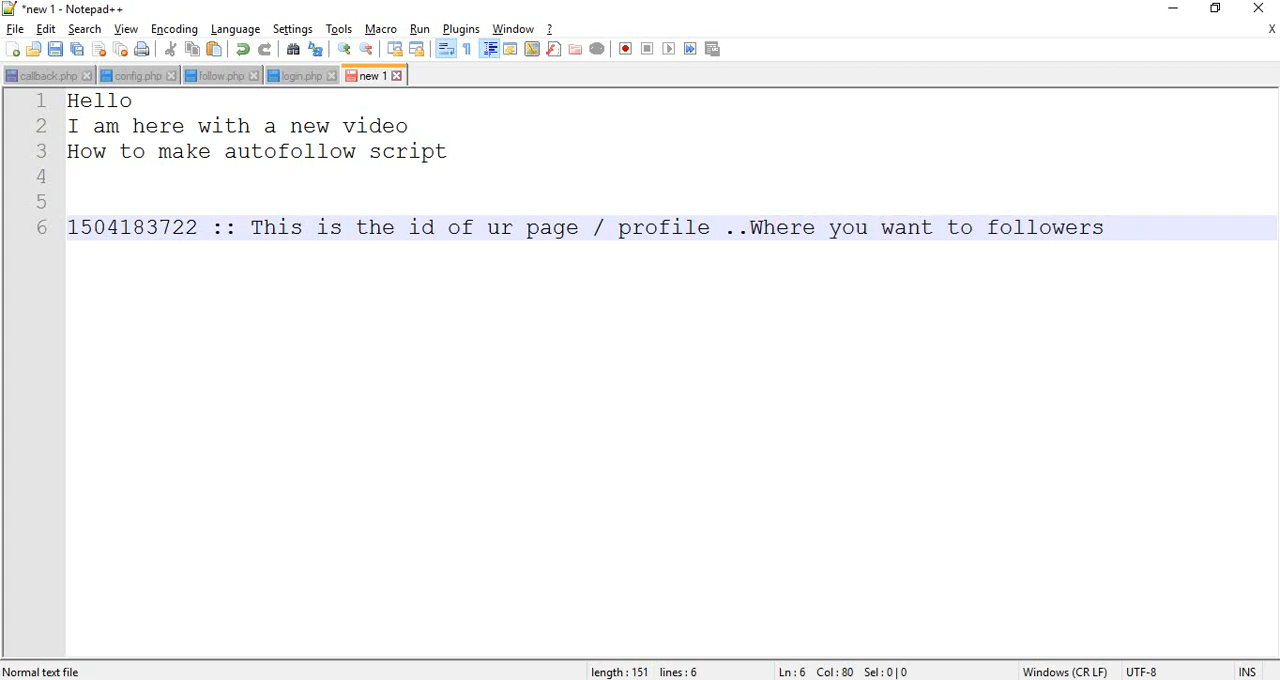 *new 1 - Notepad++
File Edit Search View Encoding Language Settings Tools Macro Run Plugins Window ? X
callback.php config.php follow.php login.php new 1
1 Hello
2 I am here with a new video
3 How to make autofollow script
4
5
6 1504183722 :: This is the id of ur page / profile ..Where you want to followers
Normal text file length : 151 lines : 6 Ln : 6 Col : 80 Sel : 0 | 0 Windows (CR LF) UTF-8 INS